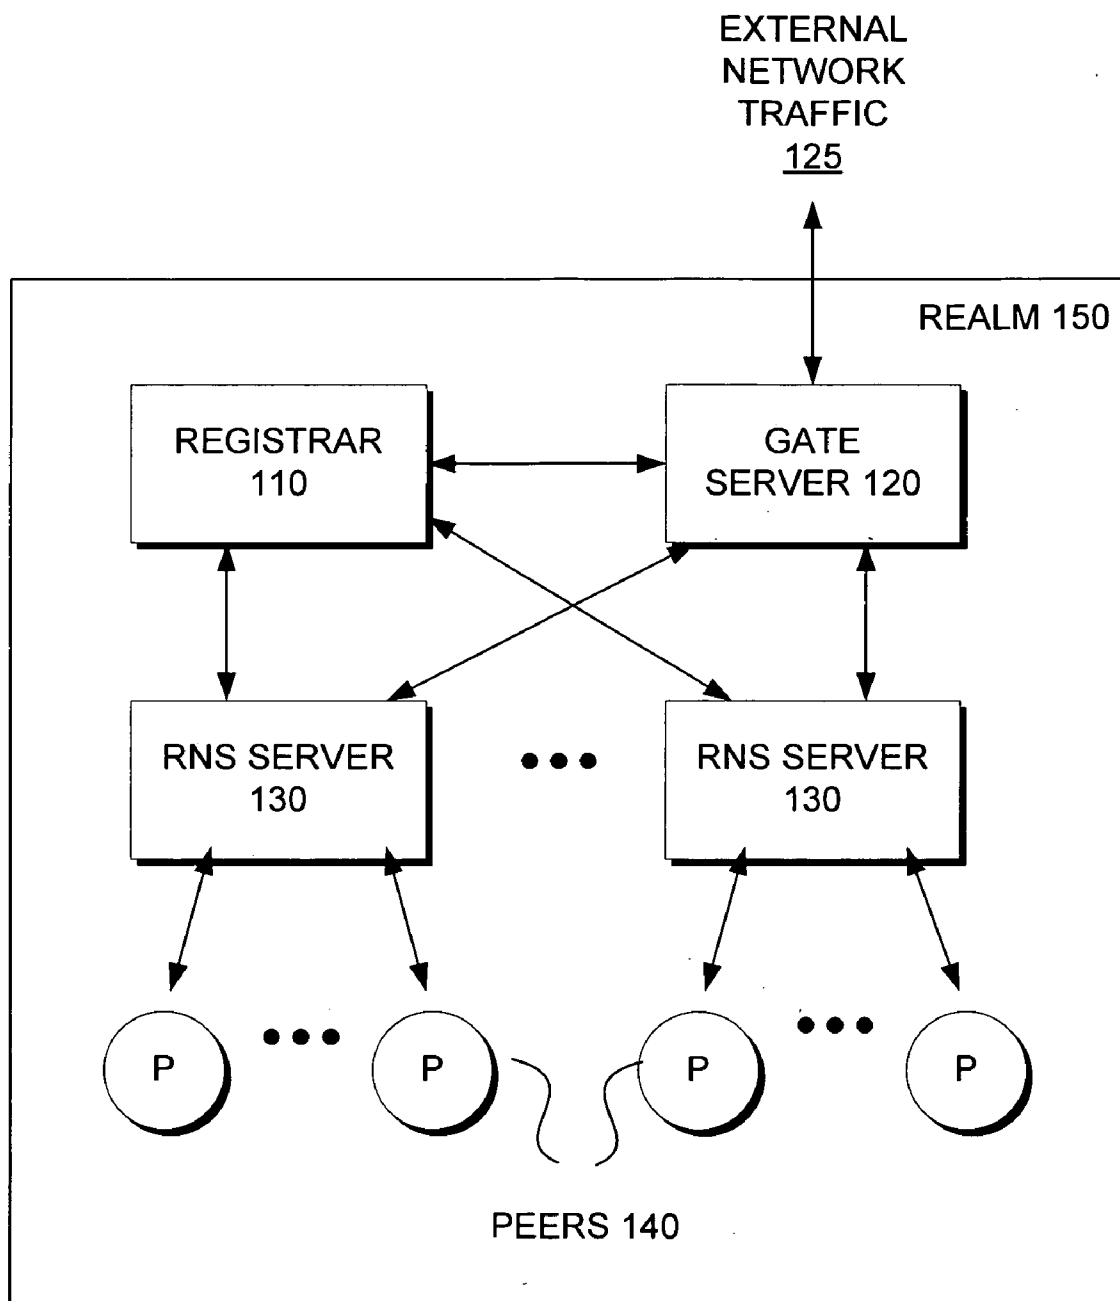 EXTERNAL
NETWORK
TRAFFIC
125
REALM 150
REGISTRAR
110
GATE
SERVER 120
RNS SERVER
130
RNS SERVER
130
P
P
P
P
PEERS 140